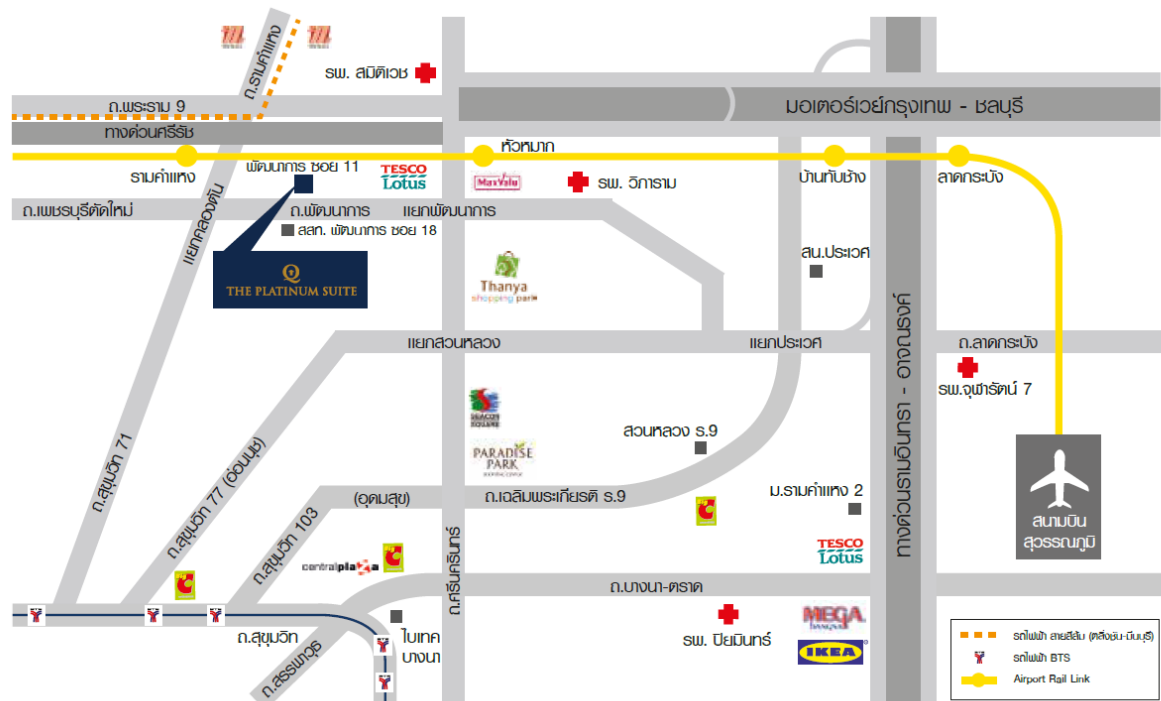 ถ.รามคำแหง
รพ. สมิติเวช
ถ.พระราม 9
มอเตอร์เวย์กรุงเทพ - ชลบุรี
ทางด่วนศรีรัช
หัวหมาก
รามคำแหง
พัฒนาการ ซอย 11
TESCO
Lotus
MaxValu
รพ. วิภาราม
บ้านทับช้าง
ลาดกระบัง
ถ.เพชรบุรีตัดใหม่
ถ.พัฒนาการ
แยกพัฒนาการ
แยกคลองตัน
สสท. พัฒนาการ ซอย 18
สน.ประเวศ
Q
THE PLATINUM SUITE
Thanya
shopping park
แยกสวนหลวง
แยกประเวศ
ถ.ลาดกระบัง
ทางด่วนรามอินทรา - อาจณรงค์
รพ.จุฬารัตน์ 7
SEACON
SQUARE
PARADISE
PARK
สวนหลวง ร.9
ถ.สุขุมวิท 71
ถ.สุขุมวิท 77 (อ่อนนุช)
ถ.สุขุมวิท 103
(อุดมสุข)
ถ.เฉลิมพระเกียรติ ร.9
ม.รามคำแหง 2
สนามบิน
สุวรรณภูมิ
TESCO
Lotus
centralplaza
ถ.ศรีนครินทร์
ถ.บางนา-ตราด
ถ.สุขุมวิท
ไบเทค
บางนา
ถ.สรรพาวุธ
รพ. ปิยมินทร์
MEGA
BANGNA
IKEA
รถไฟฟ้า สายสีส้ม (ตลิ่งชัน-มีนบุรี)
รถไฟฟ้า BTS
Airport Rail Link